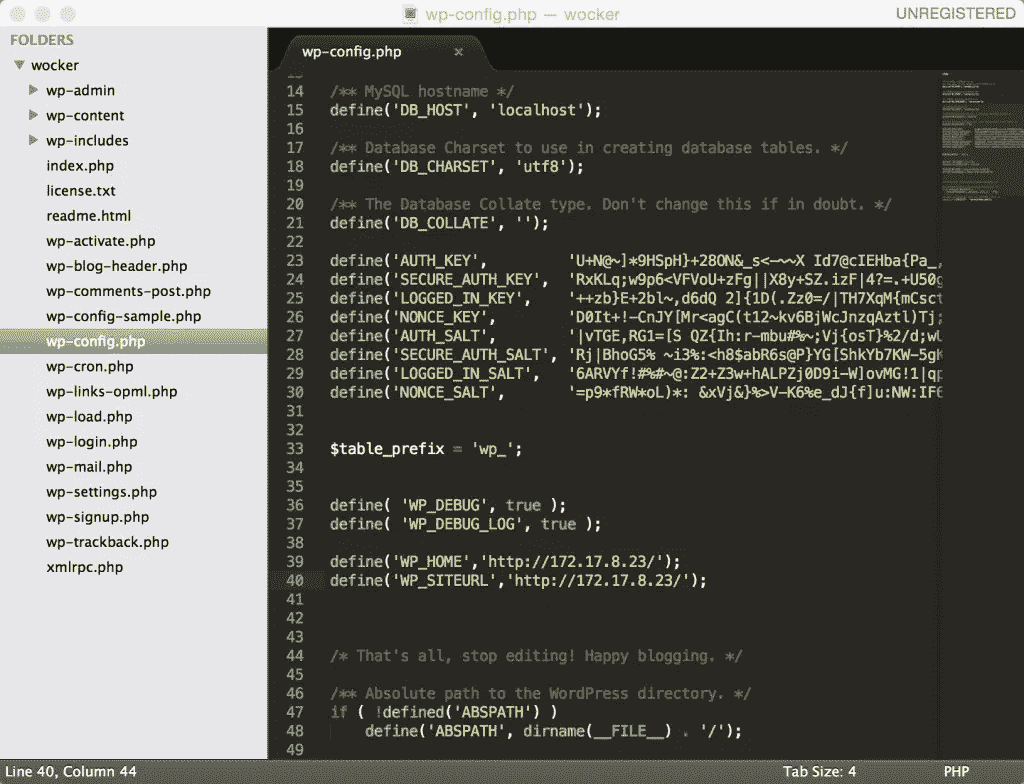 wp-config.php — wocker
UNREGISTERED
FOLDERS
wocker
wp-admin
wp-content
wp-includes
index.php
license.txt
readme.html
wp-activate.php
wp-blog-header.php
wp-comments-post.php
wp-config-sample.php
wp-config.php
wp-cron.php
wp-links-opml.php
wp-load.php
wp-login.php
wp-mail.php
wp-settings.php
wp-signup.php
wp-trackback.php
xmlrpc.php
wp-config.php ×
14 /** MySQL hostname */
15 define('DB_HOST', 'localhost');
16
17 /** Database Charset to use in creating database tables. */
18 define('DB_CHARSET', 'utf8');
19
20 /** The Database Collate type. Don't change this if in doubt. */
21 define('DB_COLLATE', '');
22
23 define('AUTH_KEY', 'U+N@~]*9HSpH}+28ON&_s<-~~X Id7@cIEHba{Pa_,
24 define('SECURE_AUTH_KEY', 'RxKLq;w9p6<VFVoU+zFg||X8y+SZ.izF|4?=.+U50g
25 define('LOGGED_IN_KEY', '++zb}E+2bl~,d6dQ 2]{1D(.Zz0=/|TH7XqM{mCsct
26 define('NONCE_KEY', 'D0It+!-CnJY[Mr<agC(t12~kv6BjWcJnzqAztl)Tj;
27 define('AUTH_SALT', '|vTGE,RG1=[S QZ{Ih:r-mbu#%~;Vj{osT}%2/d;wl
28 define('SECURE_AUTH_SALT', 'Rj|BhoG5% ~i3%:<h8$abR6s@P}YG[ShkYb7KW-5gK
29 define('LOGGED_IN_SALT', '6ARVYf!#%#~@:Z2+Z3w+hALPZj0D9i-W]ovMG!1|qp
30 define('NONCE_SALT', '=p9*fRW*oL)*: &xVj&}%>V-K6%e_dJ{f]u:NW:IF6
31
32
33 $table_prefix = 'wp_';
34
35
36 define( 'WP_DEBUG', true );
37 define( 'WP_DEBUG_LOG', true );
38
39 define('WP_HOME','http://172.17.8.23/');
40 define('WP_SITEURL','http://172.17.8.23/');
41
42
43
44 /* That's all, stop editing! Happy blogging. */
45
46 /** Absolute path to the WordPress directory. */
47 if ( !defined('ABSPATH') )
48 define('ABSPATH', dirname(__FILE__) . '/');
49
Line 40, Column 44
Tab Size: 4
PHP